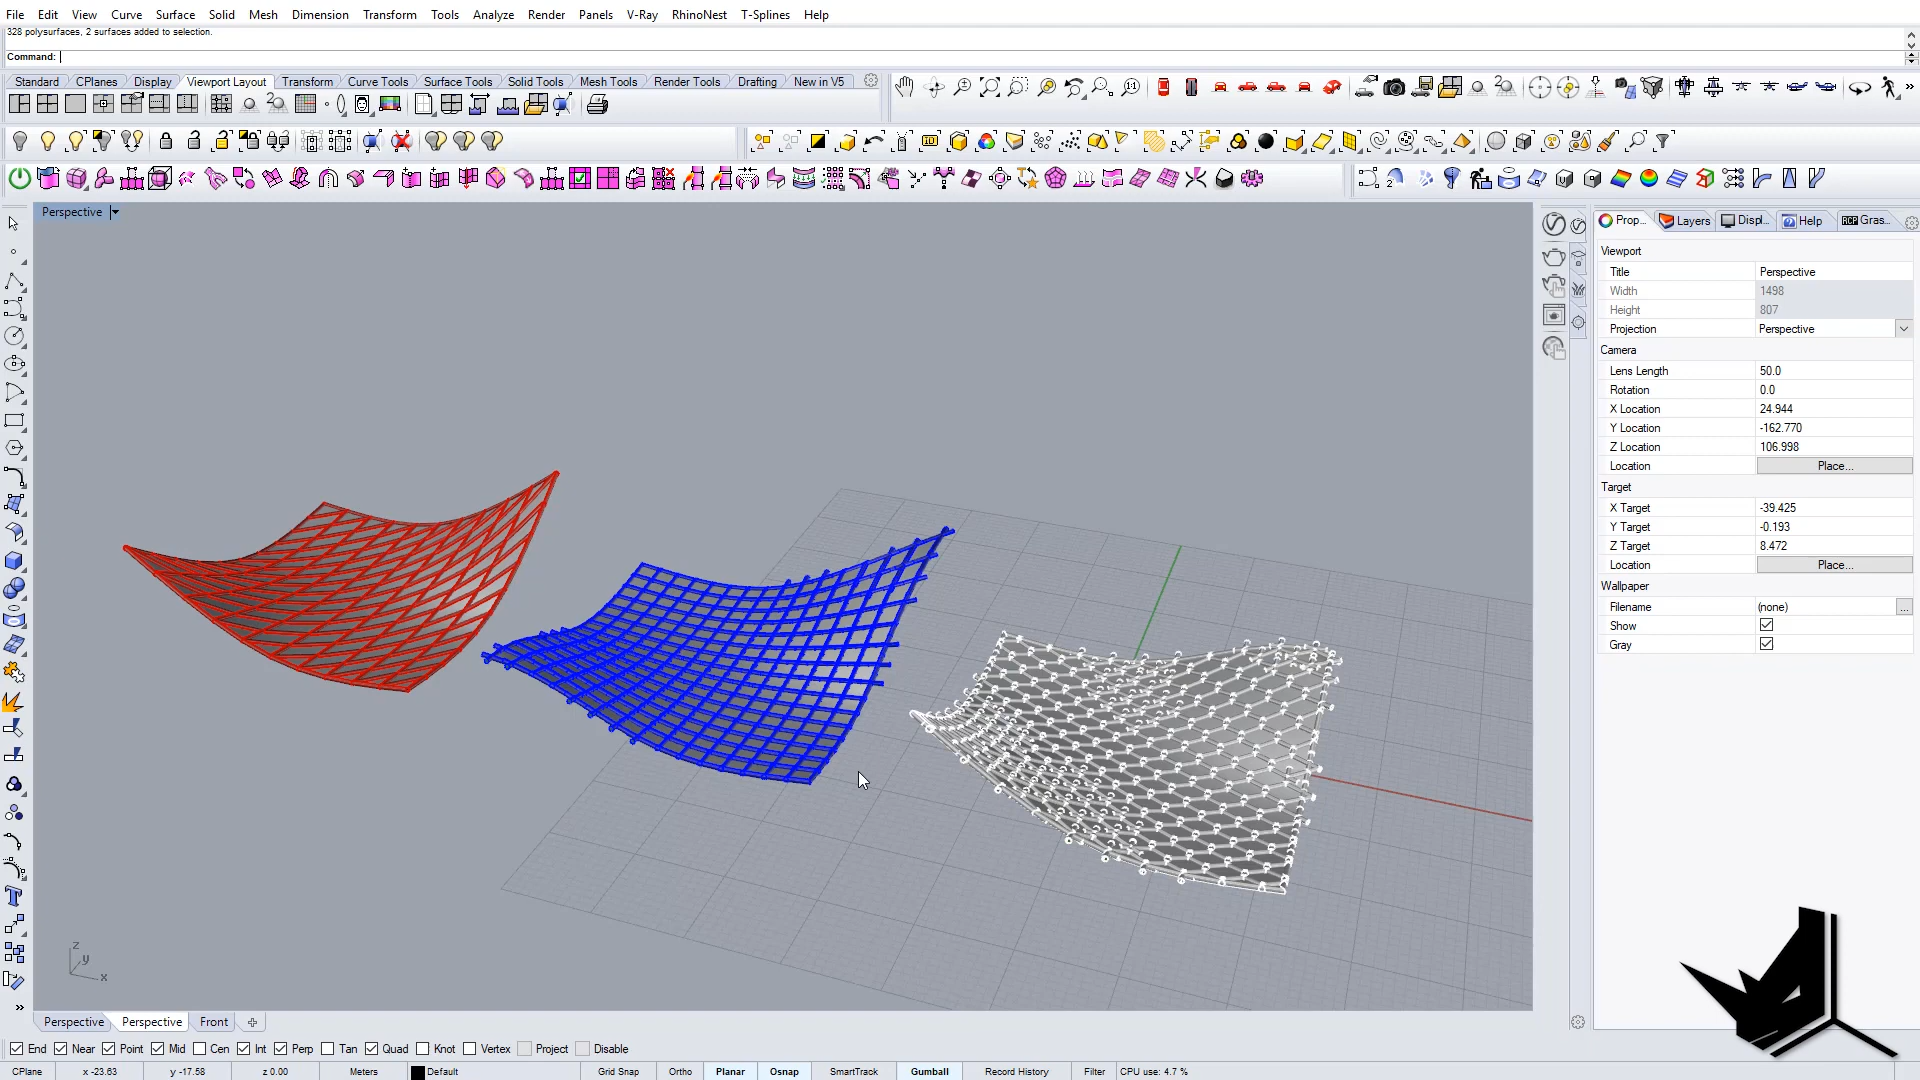 File Edit View Curve Surface Solid Mesh Dimension Transform Tools Analyze Render Panels V-Ray RhinoNest T-Splines Help
328 polysurfaces, 2 surfaces added to selection.
Command:
Standard CPlanes Display Viewport Layout Transform Curve Tools Surface Tools Solid Tools Mesh Tools Render Tools Drafting New in V5
Perspective
Prop... Layers Displ... Help Gras...
Viewport
Title Perspective
Width 1498
Height 807
Projection Perspective
Camera
Lens Length 50.0
Rotation 0.0
X Location 24.944
Y Location -162.770
Z Location 106.998
Location Place...
Target
X Target -39.425
Y Target -0.193
Z Target 8.472
Location Place...
Wallpaper
Filename (none) ...
Show
Gray
z
y
x
Perspective Perspective Front
End Near Point Mid Cen Int Perp Tan Quad Knot Vertex Project Disable
CPlane x -23.63 y -17.58 z 0.00 Meters Default Grid Snap Ortho Planar Osnap SmartTrack Gumball Record History Filter CPU use: 4.7 %